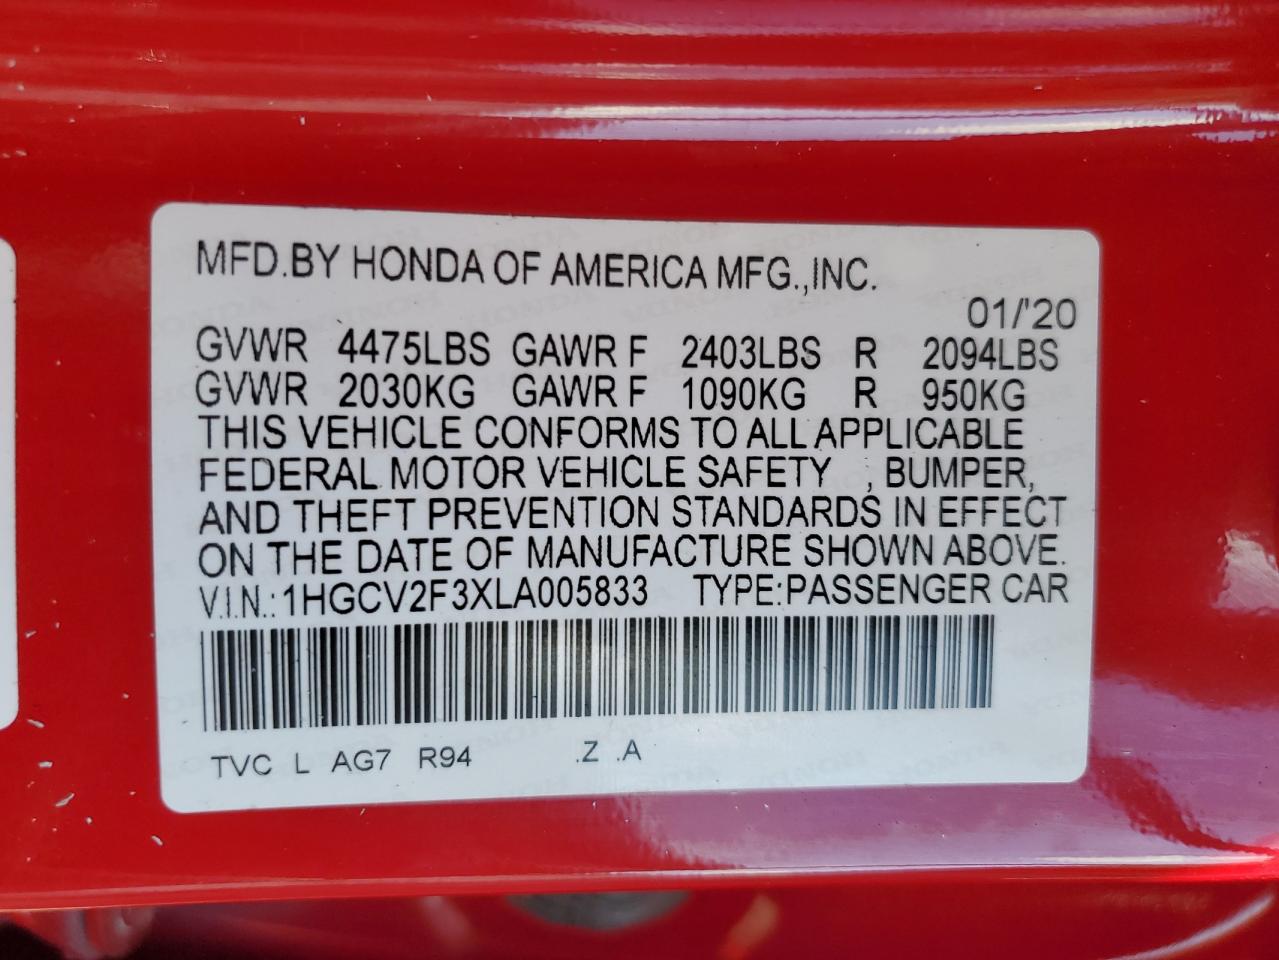 MFD.BY HONDA OF AMERICA MFG.,INC.
01/'20
GVWR 4475LBS GAWR F 2403LBS R 2094LBS
GVWR 2030KG GAWR F 1090KG R 950KG
THIS VEHICLE CONFORMS TO ALL APPLICABLE
FEDERAL MOTOR VEHICLE SAFETY , BUMPER,
AND THEFT PREVENTION STANDARDS IN EFFECT
ON THE DATE OF MANUFACTURE SHOWN ABOVE.
V.I.N.:1HGCV2F3XLA005833 TYPE:PASSENGER CAR
TVC L AG7 R94 .Z .A